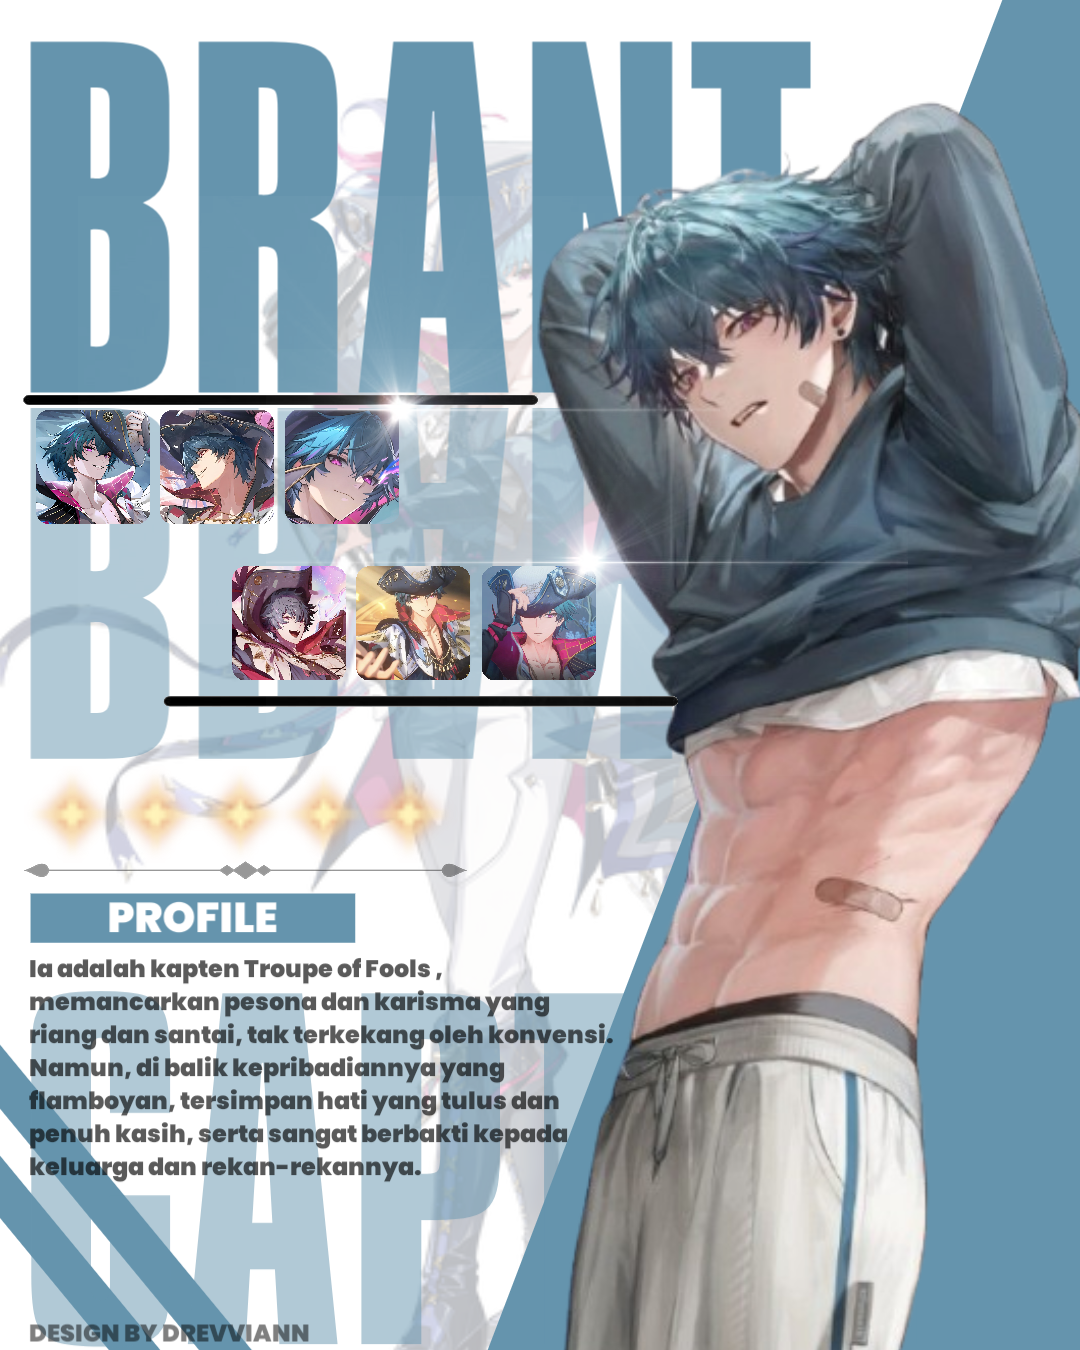 BRANT
BRAN
PROFILE
Ia adalah kapten Troupe of Fools ,
memancarkan pesona dan karisma yang
riang dan santai, tak terkekang oleh konvensi.
Namun, di balik kepribadiannya yang
flamboyan, tersimpan hati yang tulus dan
penuh kasih, serta sangat berbakti kepada
keluarga dan rekan-rekannya.
CAPT
DESIGN BY DREVVIANN